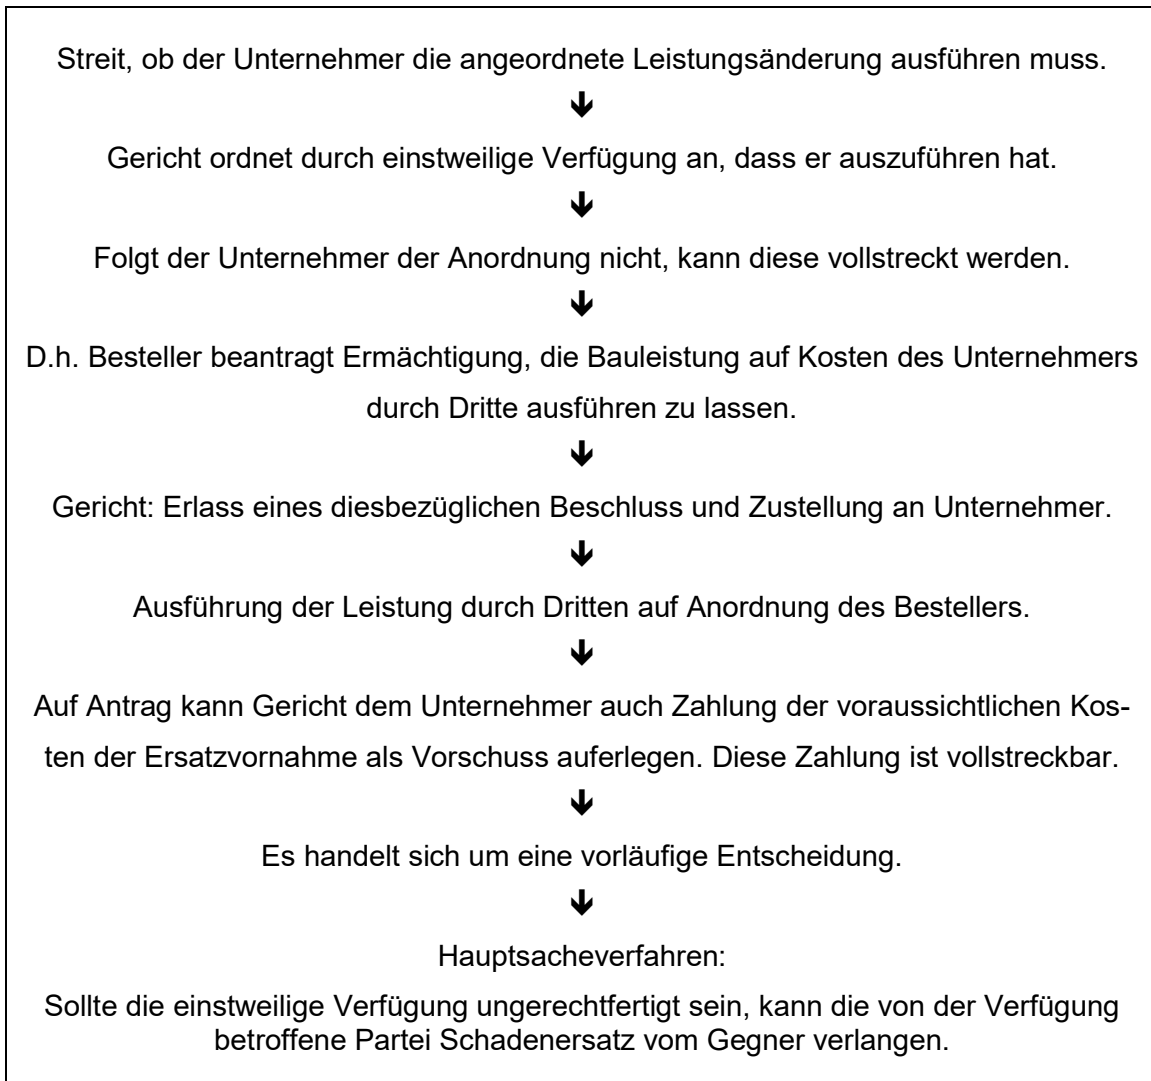 Streit, ob der Unternehmer die angeordnete Leistungsänderung ausführen muss.
Gericht ordnet durch einstweilige Verfügung an, dass er auszuführen hat.
Folgt der Unternehmer der Anordnung nicht, kann diese vollstreckt werden.
D.h. Besteller beantragt Ermächtigung, die Bauleistung auf Kosten des Unternehmers
durch Dritte ausführen zu lassen.
Gericht: Erlass eines diesbezüglichen Beschluss und Zustellung an Unternehmer.
Ausführung der Leistung durch Dritten auf Anordnung des Bestellers.
Auf Antrag kann Gericht dem Unternehmer auch Zahlung der voraussichtlichen Kos-
ten der Ersatzvornahme als Vorschuss auferlegen. Diese Zahlung ist vollstreckbar.
Es handelt sich um eine vorläufige Entscheidung.
Hauptsacheverfahren:
Sollte die einstweilige Verfügung ungerechtfertigt sein, kann die von der Verfügung
betroffene Partei Schadenersatz vom Gegner verlangen.